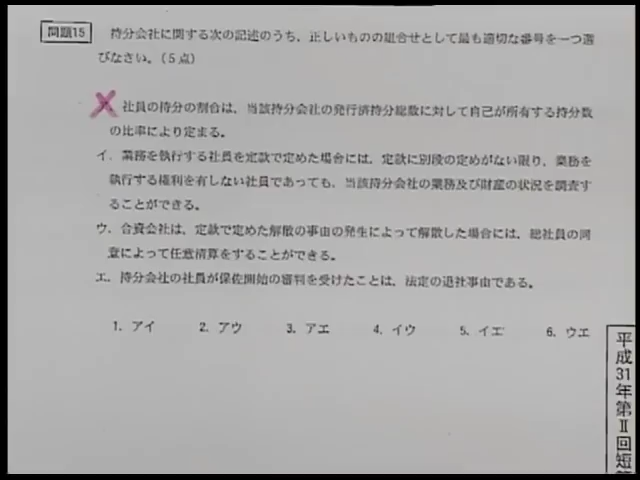 問題15 持分会社に関する次の記述のうち、正しいものの組合せとして最も適切な番号を一つ選
びなさい。(5点)
社員の持分の割合は、当該持分会社の発行済持分総数に対して自己が所有する持分数
の比率により定まる。
イ．業務を執行する社員を定款で定めた場合には、定款に別段の定めがない限り、業務を
執行する権利を有しない社員であっても、当該持分会社の業務及び財産の状況を調査す
ることができる。
ウ．合資会社は、定款で定めた解散の事由の発生によって解散した場合には、総社員の同
意によって任意清算をすることができる。
エ．持分会社の社員が保佐開始の審判を受けたことは、法定の退社事由である。
1．アイ 2．アウ 3．アエ 4．イウ 5．イエ 6．ウエ
平成31年第Ⅱ回短